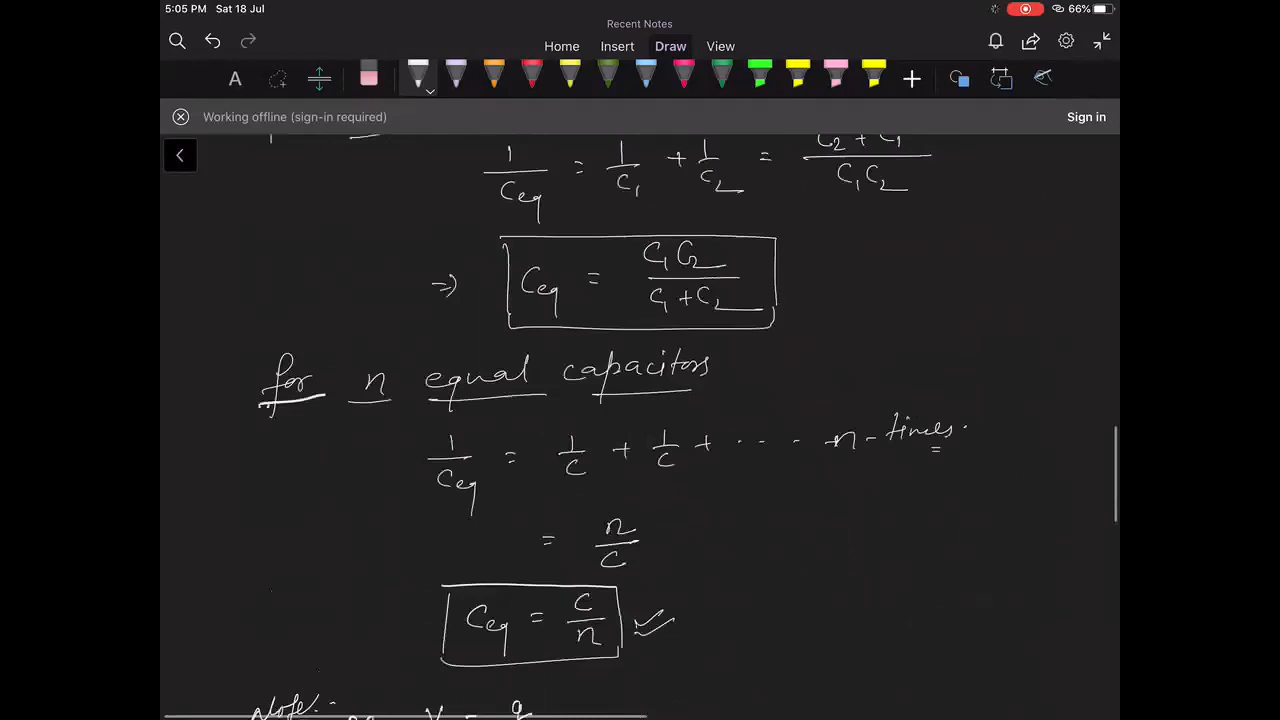 5:05 PM Sat 18 Jul 66%
Recent Notes
Home Insert Draw View
A
Working offline (sign-in required) Sign in
1/Ceq = 1/C1 + 1/C2 = C2 + C1/C1C2
=> Ceq = C1C2/C1+C2
for n equal capacitors
1/Ceq = 1/C + 1/C + ... - n-times.
= n/C
Ceq = C/n
Note:-
V = q